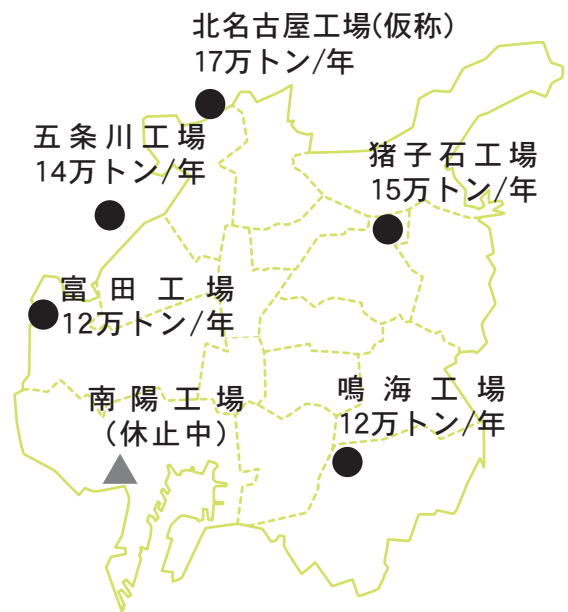 北名古屋工場(仮称)
17万トン/年
五条川工場
14万トン/年
猪子石工場
15万トン/年
富田工場
12万トン/年
南陽工場
(休止中)
鳴海工場
12万トン/年